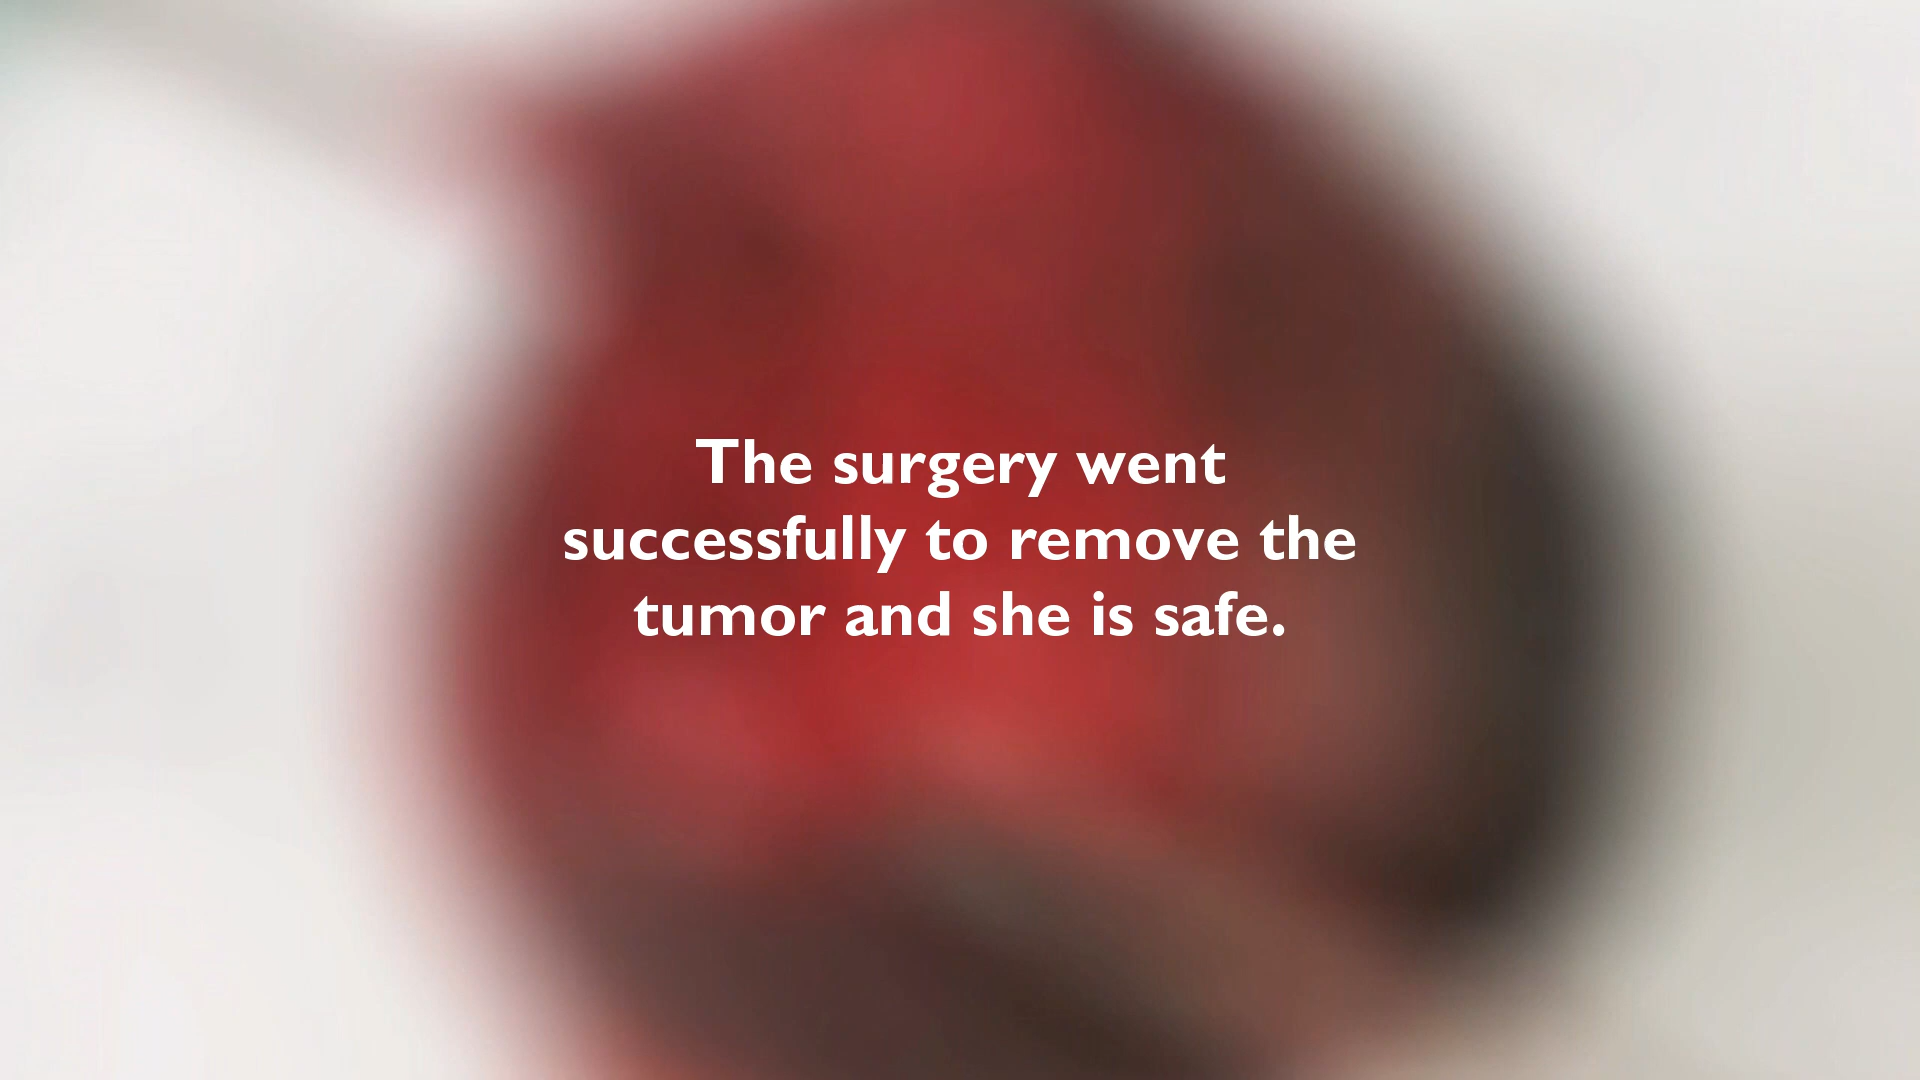 The surgery went
successfully to remove the
tumor and she is safe.